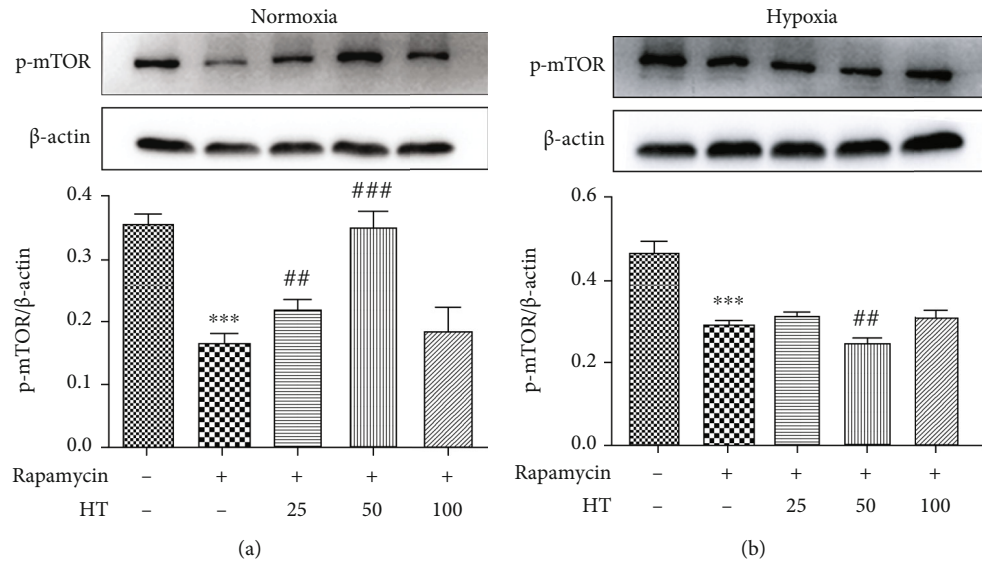 Normoxia
p-mTOR
β-actin
###
##
***
0.4
0.3
0.2
0.1
0.0
p-mTOR/β-actin
Rapamycin – + + + +
HT – – 25 50 100
(a)
Hypoxia
p-mTOR
β-actin
***
##
0.6
0.4
0.2
0.0
p-mTOR/β-actin
Rapamycin – + + + +
HT – – 25 50 100
(b)